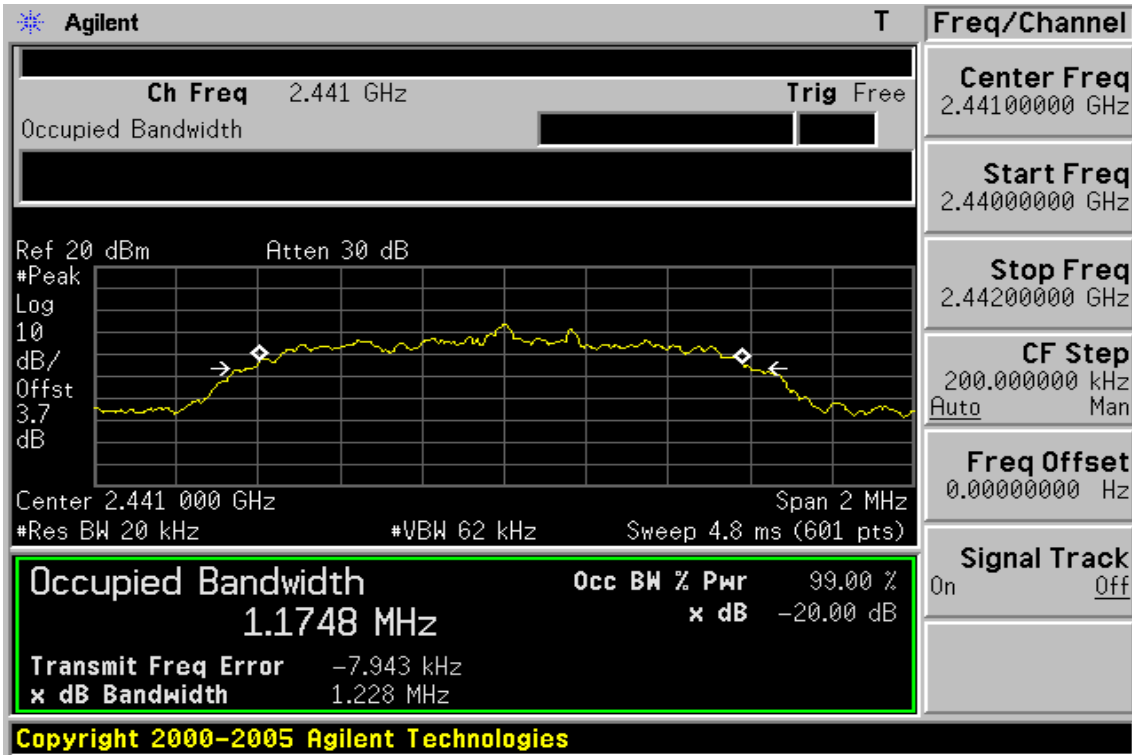 Agilent T
Ch Freq 2.441 GHz Trig Free
Occupied Bandwidth
Ref 20 dBm Atten 30 dB
#Peak
Log
10
dB/
Offst
3.7
dB
Center 2.441 000 GHz Span 2 MHz
#Res BW 20 kHz #VBW 62 kHz Sweep 4.8 ms (601 pts)
Occupied Bandwidth Occ BW % Pwr 99.00 %
1.1748 MHz x dB -20.00 dB
Transmit Freq Error -7.943 kHz
x dB Bandwidth 1.228 MHz
Copyright 2000-2005 Agilent Technologies
Freq/Channel
Center Freq
2.44100000 GHz
Start Freq
2.44000000 GHz
Stop Freq
2.44200000 GHz
CF Step
200.000000 kHz
Auto Man
Freq Offset
0.00000000 Hz
Signal Track
On Off